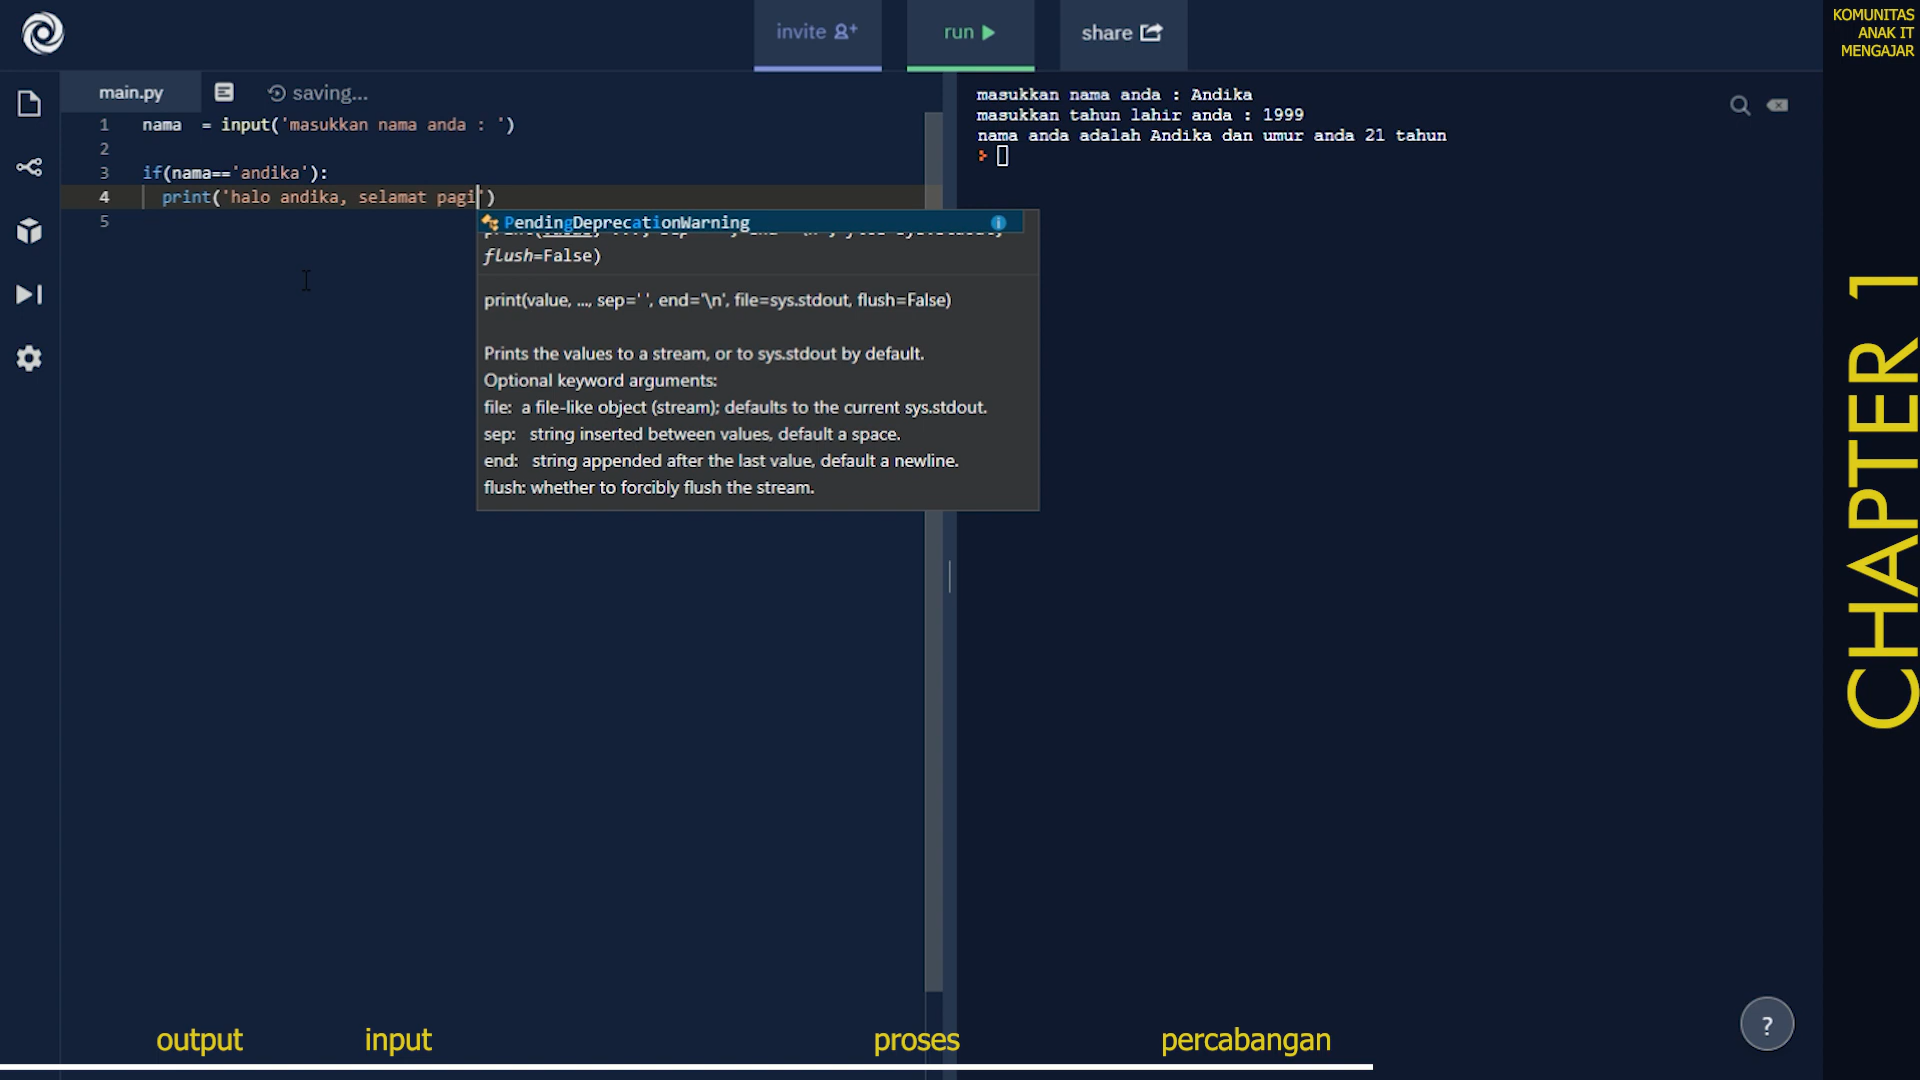 invite
run
share
KOMUNITAS
ANAK IT
MENGAJAR
main.py
saving...
1 nama  = input('masukkan nama anda : ')
2
3 if(nama=='andika'):
4 print('halo andika, selamat pagi')
5
PendingDeprecationWarning
flush=False)
print(value, ..., sep=' ', end='\n', file=sys.stdout, flush=False)
Prints the values to a stream, or to sys.stdout by default.
Optional keyword arguments:
file:  a file-like object (stream); defaults to the current sys.stdout.
sep:   string inserted between values, default a space.
end:   string appended after the last value, default a newline.
flush: whether to forcibly flush the stream.
masukkan nama anda : Andika
masukkan tahun lahir anda : 1999
nama anda adalah Andika dan umur anda 21 tahun
CHAPTER 1
?
output
input
proses
percabangan